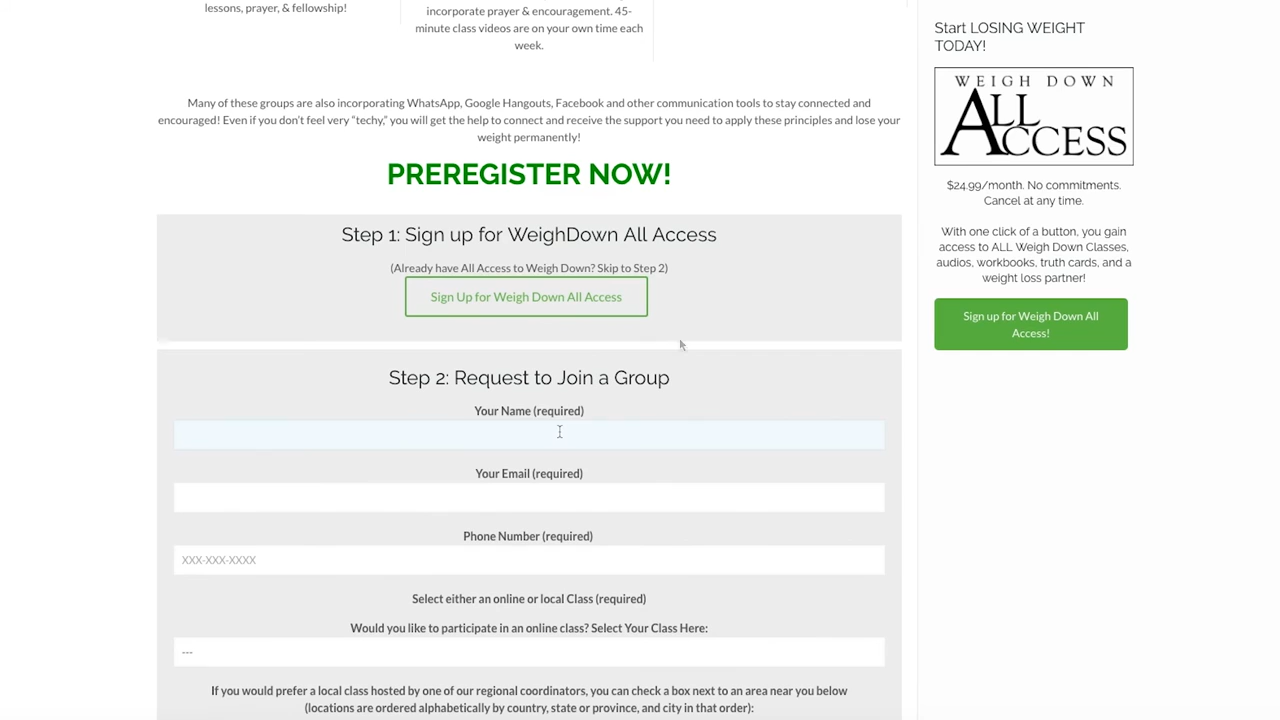 lessons, prayer, & fellowship!
incorporate prayer & encouragement. 45-
minute class videos are on your own time each
week.
Many of these groups are also incorporating WhatsApp, Google Hangouts, Facebook and other communication tools to stay connected and
encouraged! Even if you don't feel very “techy,” you will get the help to connect and receive the support you need to apply these principles and lose your
weight permanently!
PREREGISTER NOW!
Step 1: Sign up for WeighDown All Access
(Already have All Access to Weigh Down? Skip to Step 2)
Sign Up for Weigh Down All Access
Step 2: Request to Join a Group
Your Name (required)
Your Email (required)
Phone Number (required)
XXX-XXX-XXXX
Select either an online or local Class (required)
Would you like to participate in an online class? Select Your Class Here:
---
If you would prefer a local class hosted by one of our regional coordinators, you can check a box next to an area near you below
(locations are ordered alphabetically by country, state or province, and city in that order):
Start LOSING WEIGHT
TODAY!
WEIGH DOWN
ALL
ACCESS
$24.99/month. No commitments.
Cancel at any time.
With one click of a button, you gain
access to ALL Weigh Down Classes,
audios, workbooks, truth cards, and a
weight loss partner!
Sign up for Weigh Down All
Access!